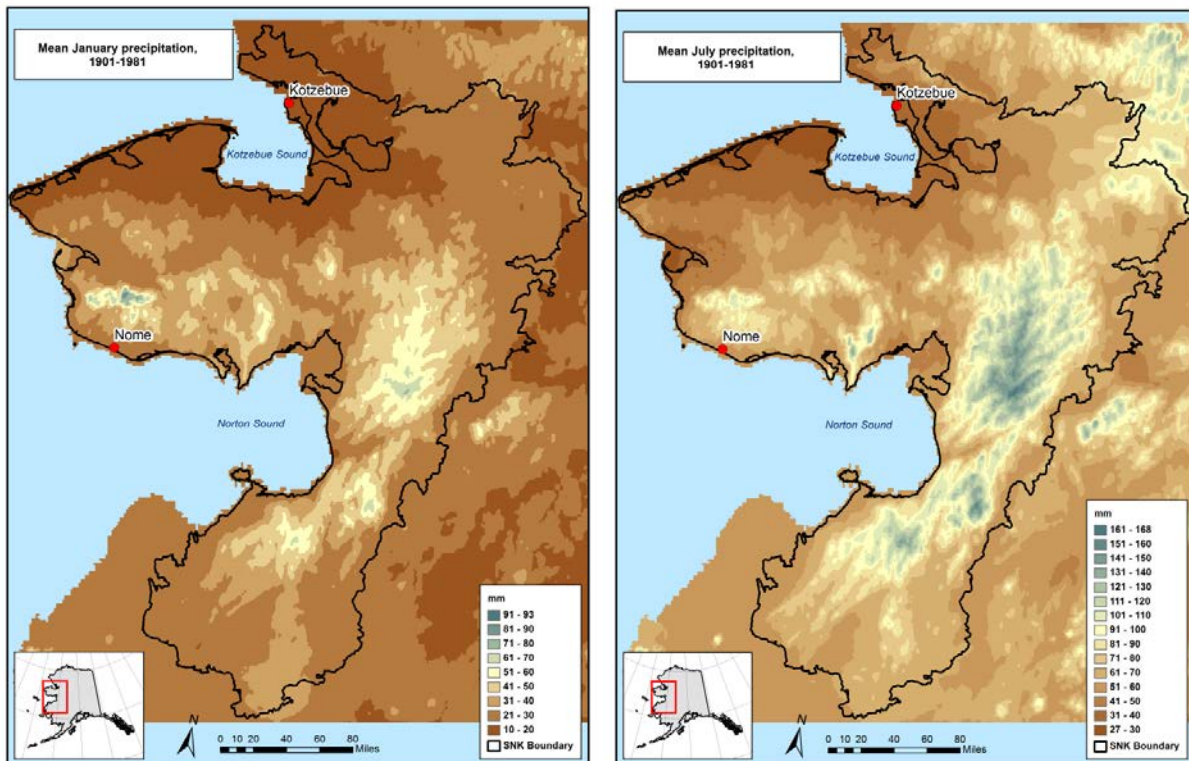 Mean January precipitation,
1901-1981
Kotzebue
Kotzebue Sound
Nome
Norton Sound
mm
91 - 93
81 - 90
71 - 80
61 - 70
51 - 60
41 - 50
31 - 40
21 - 30
10 - 20
SNK Boundary
N
0 10 20 40 60 80
Miles
Mean July precipitation,
1901-1981
Kotzebue
Kotzebue Sound
Nome
Norton Sound
mm
161 - 168
151 - 160
141 - 150
131 - 140
121 - 130
111 - 120
101 - 110
91 - 100
81 - 90
71 - 80
61 - 70
51 - 60
41 - 50
31 - 40
27 - 30
SNK Boundary
N
0 10 20 40 60 80
Miles